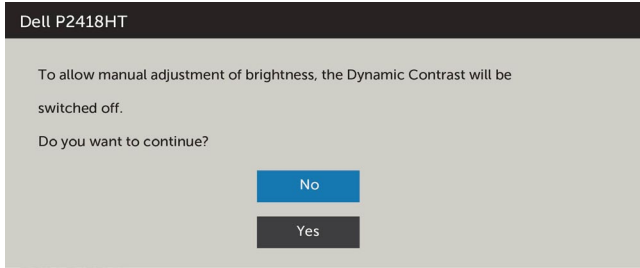 Dell P2418HT
To allow manual adjustment of brightness, the Dynamic Contrast will be
switched off.
Do you want to continue?
No
Yes